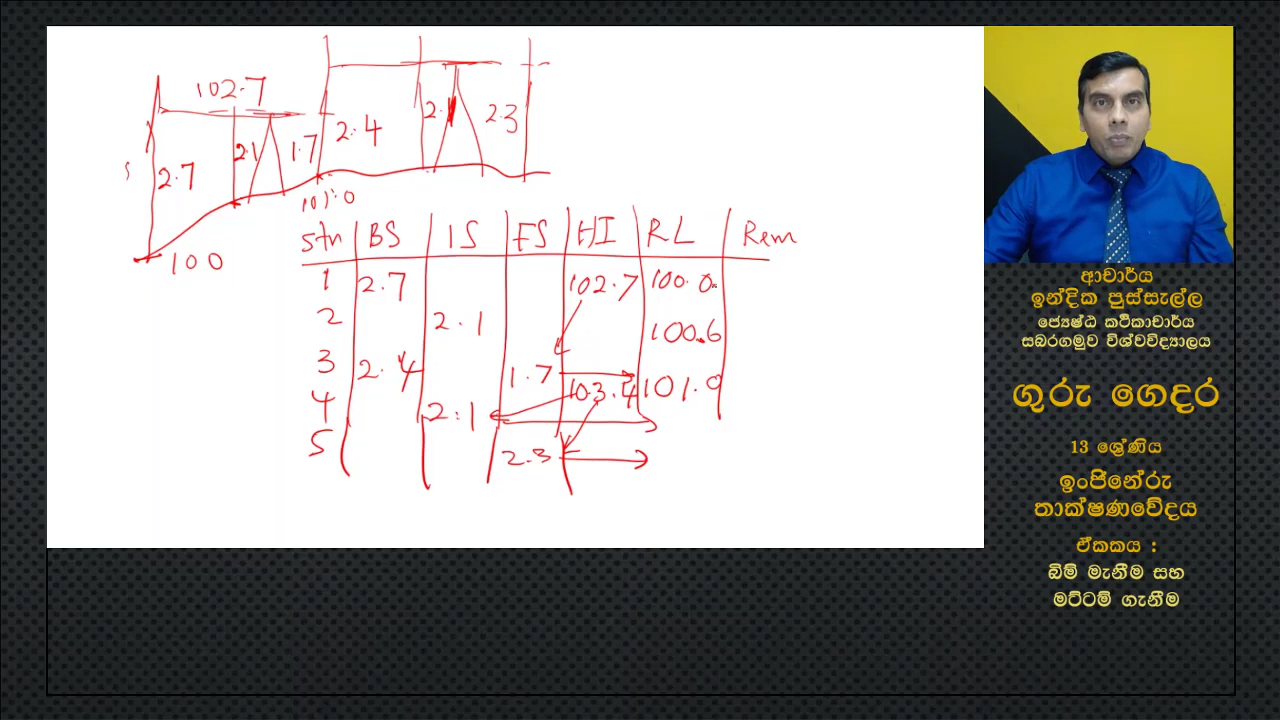 102.7
2.7
2.1
1.7
2.4
2.3
101.0
100
Stn BS IS FS HI RL Rem
1 2.7 102.7 100.0
2 2.1 100.6
3 2.4 1.7 103.4 101.0
4 2.1
5 2.3
ආචාර්ය
ඉන්දික පුස්සැල්ල
ජ්‍යෙෂ්ඨ කථිකාචාර්ය
සබරගමුව විශ්වවිද්‍යාලය
ගුරු ගෙදර
13 ශ්‍රේණිය
ඉංජිනේරු
තාක්ෂණවේදය
ඒකකය :
බිම් මැනීම සහ
මට්ටම් ගැනීම